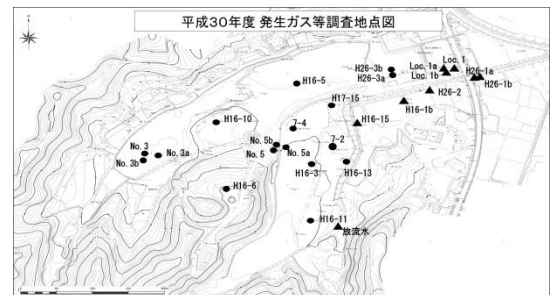 平成30年度 発生ガス等調査地点図
Loc. 1
Loc. 1a
H26-3b
Loc. 1b
H26-1a
H26-3a
H16-5
H26-1b
H26-2
H17-15
H16-1b
H16-10
7-4
H16-15
No. 5b
7-2
No. 3
No. 3a
No. 5
No. 5a
No. 3b
H16-3
H16-13
H16-6
H16-11
放流水